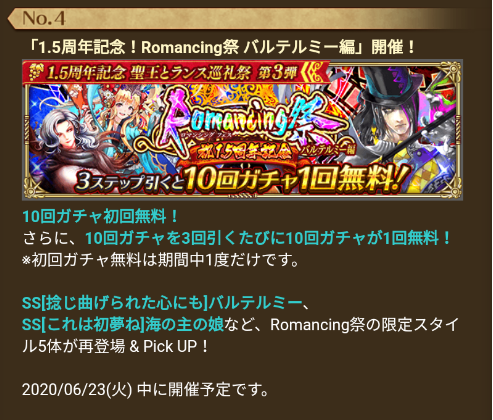 No.4
「1.5周年記念！Romancing祭 バルテルミー編」開催！
1.5周年記念 聖王とランス巡礼祭 第3弾
Romancing祭
祝1.5周年記念 バルテルミー編
3ステップ引くと10回ガチャ1回無料!
10回ガチャ初回無料！
さらに、10回ガチャを3回引くたびに10回ガチャが1回無料！
※初回ガチャ無料は期間中1度だけです。
SS[捻じ曲げられた心にも]バルテルミー、
SS[これは初夢ね]海の主の娘など、Romancing祭の限定スタイ
ル5体が再登場 & Pick UP！
2020/06/23(火) 中に開催予定です。